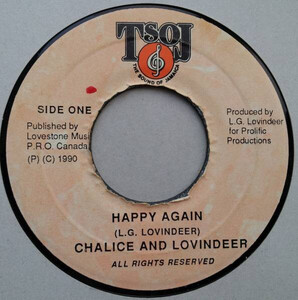 TSOJ
THE SOUND OF JAMAICA
SIDE ONE
Published by
Lovestone Music
P.R.O. Canada
(P) (C) 1990
Produced by
L.G. Lovindeer
for Prolific
Productions
HAPPY AGAIN
(L.G. LOVINDEER)
CHALICE AND LOVINDEER
ALL RIGHTS RESERVED